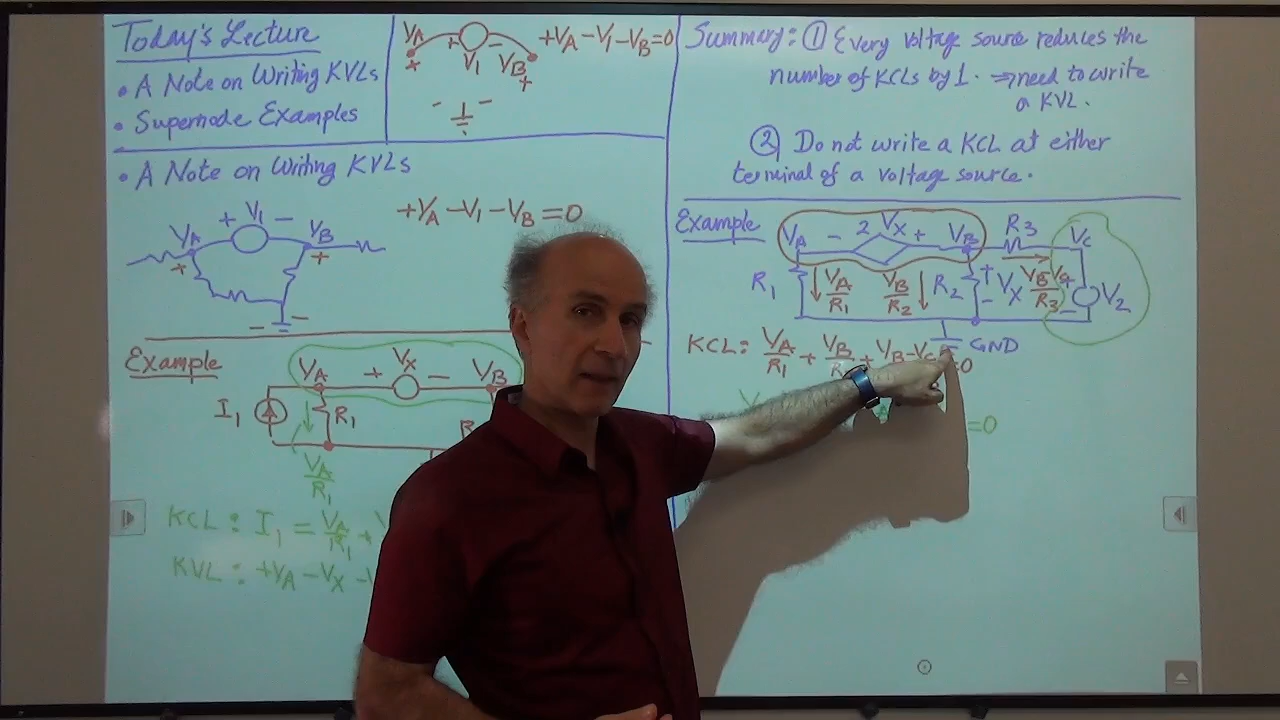 Today's Lecture
• A Note on Writing KVLs
• Supernode Examples
VA + V1 - VB +VA - V1 - VB = 0
+ +
- -
• A Note on Writing KVLs
+VA - V1 - VB = 0
VA + V1 - VB
+ +
- -
Example
VA + VX - VB
I1 R1 R
VA/R1
KCL: I1 = VA/R1 +
KVL: +VA - VX -
Summary: ① Every voltage source reduces the
number of KCLs by 1. ⇒ need to write
a KVL.
② Do not write a KCL at either
terminal of a voltage source.
Example
VA - 2 VX + VB R3 VC
R1 VA/R1 VB/R2 R2 + VX - VB-VC/R3 + - V2
GND
KCL: VA/R1 + VB/R + VB-VC = 0
= 0